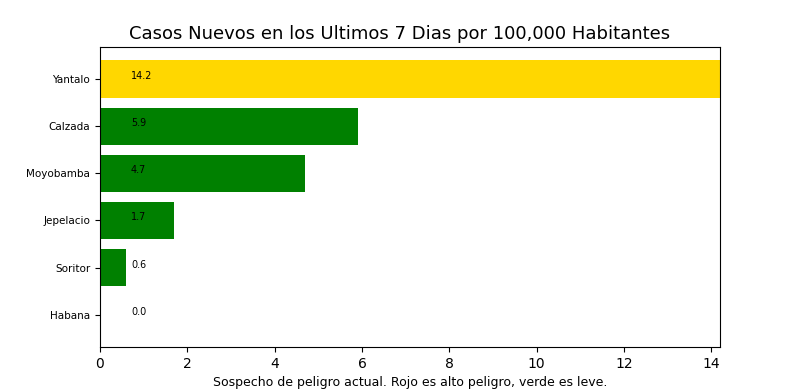 Casos Nuevos en los Ultimos 7 Dias por 100,000 Habitantes
Yantalo 14.2
Calzada 5.9
Moyobamba 4.7
Jepelacio 1.7
Soritor 0.6
Habana 0.0
0 2 4 6 8 10 12 14
Sospecho de peligro actual. Rojo es alto peligro, verde es leve.